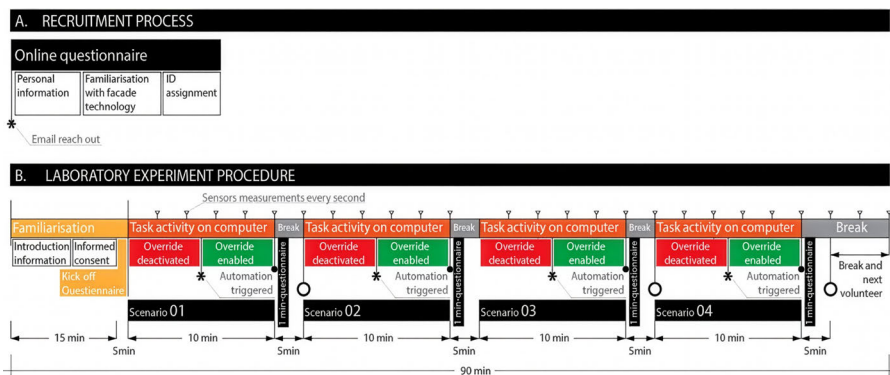 A. RECRUITMENT PROCESS
Online questionnaire
Personal information
Familiarisation with facade technology
ID assignment
*
Email reach out
B. LABORATORY EXPERIMENT PROCEDURE
Sensors measurements every second
Familiarisation
Task activity on computer
Break
Task activity on computer
Break
Task activity on computer
Break
Task activity on computer
Break
Introduction information
Informed consent
Kick off Questiennaire
Override deactivated
Override enabled
* Automation triggered
1 min-questionnaire
Override deactivated
Override enabled
* Automation triggered
1 min-questionnaire
Override deactivated
Override enabled
* Automation triggered
1 min-questionnaire
Override deactivated
Override enabled
* Automation triggered
1 min-questionnaire
Break and next volunteer
Scenario 01
Scenario 02
Scenario 03
Scenario 04
15 min
5min
10 min
5min
10 min
5min
10 min
5min
10 min
5min
90 min